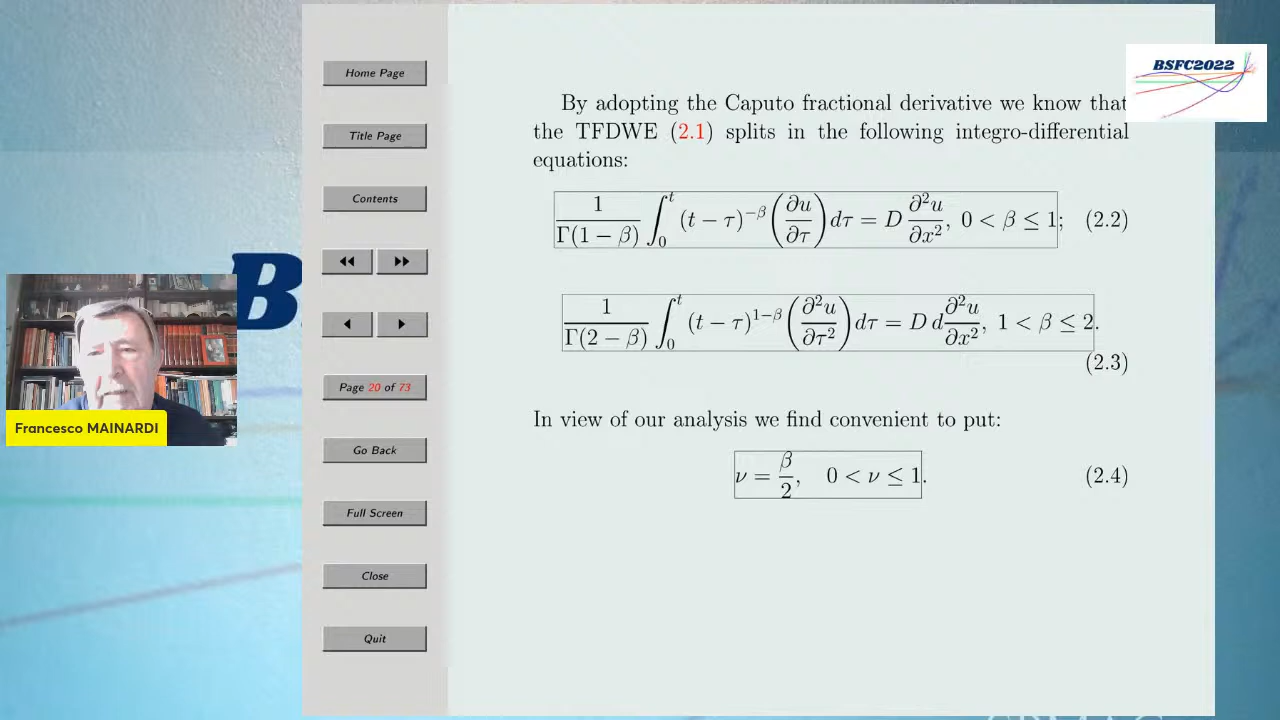 Home Page
Title Page
Contents
Page 20 of 73
Go Back
Full Screen
Close
Quit
BSFC2022
By adopting the Caputo fractional derivative we know that
the TFDWE (2.1) splits in the following integro-differential
equations:
1/Γ(1 − β) ∫₀ᵗ (t − τ)^{−β} (∂u/∂τ) dτ = D ∂²u/∂x², 0 < β ≤ 1; (2.2)
1/Γ(2 − β) ∫₀ᵗ (t − τ)^{1−β} (∂²u/∂τ²) dτ = D d∂²u/∂x², 1 < β ≤ 2.
(2.3)
In view of our analysis we find convenient to put:
ν = β/2, 0 < ν ≤ 1. (2.4)
B
Francesco MAINARDI